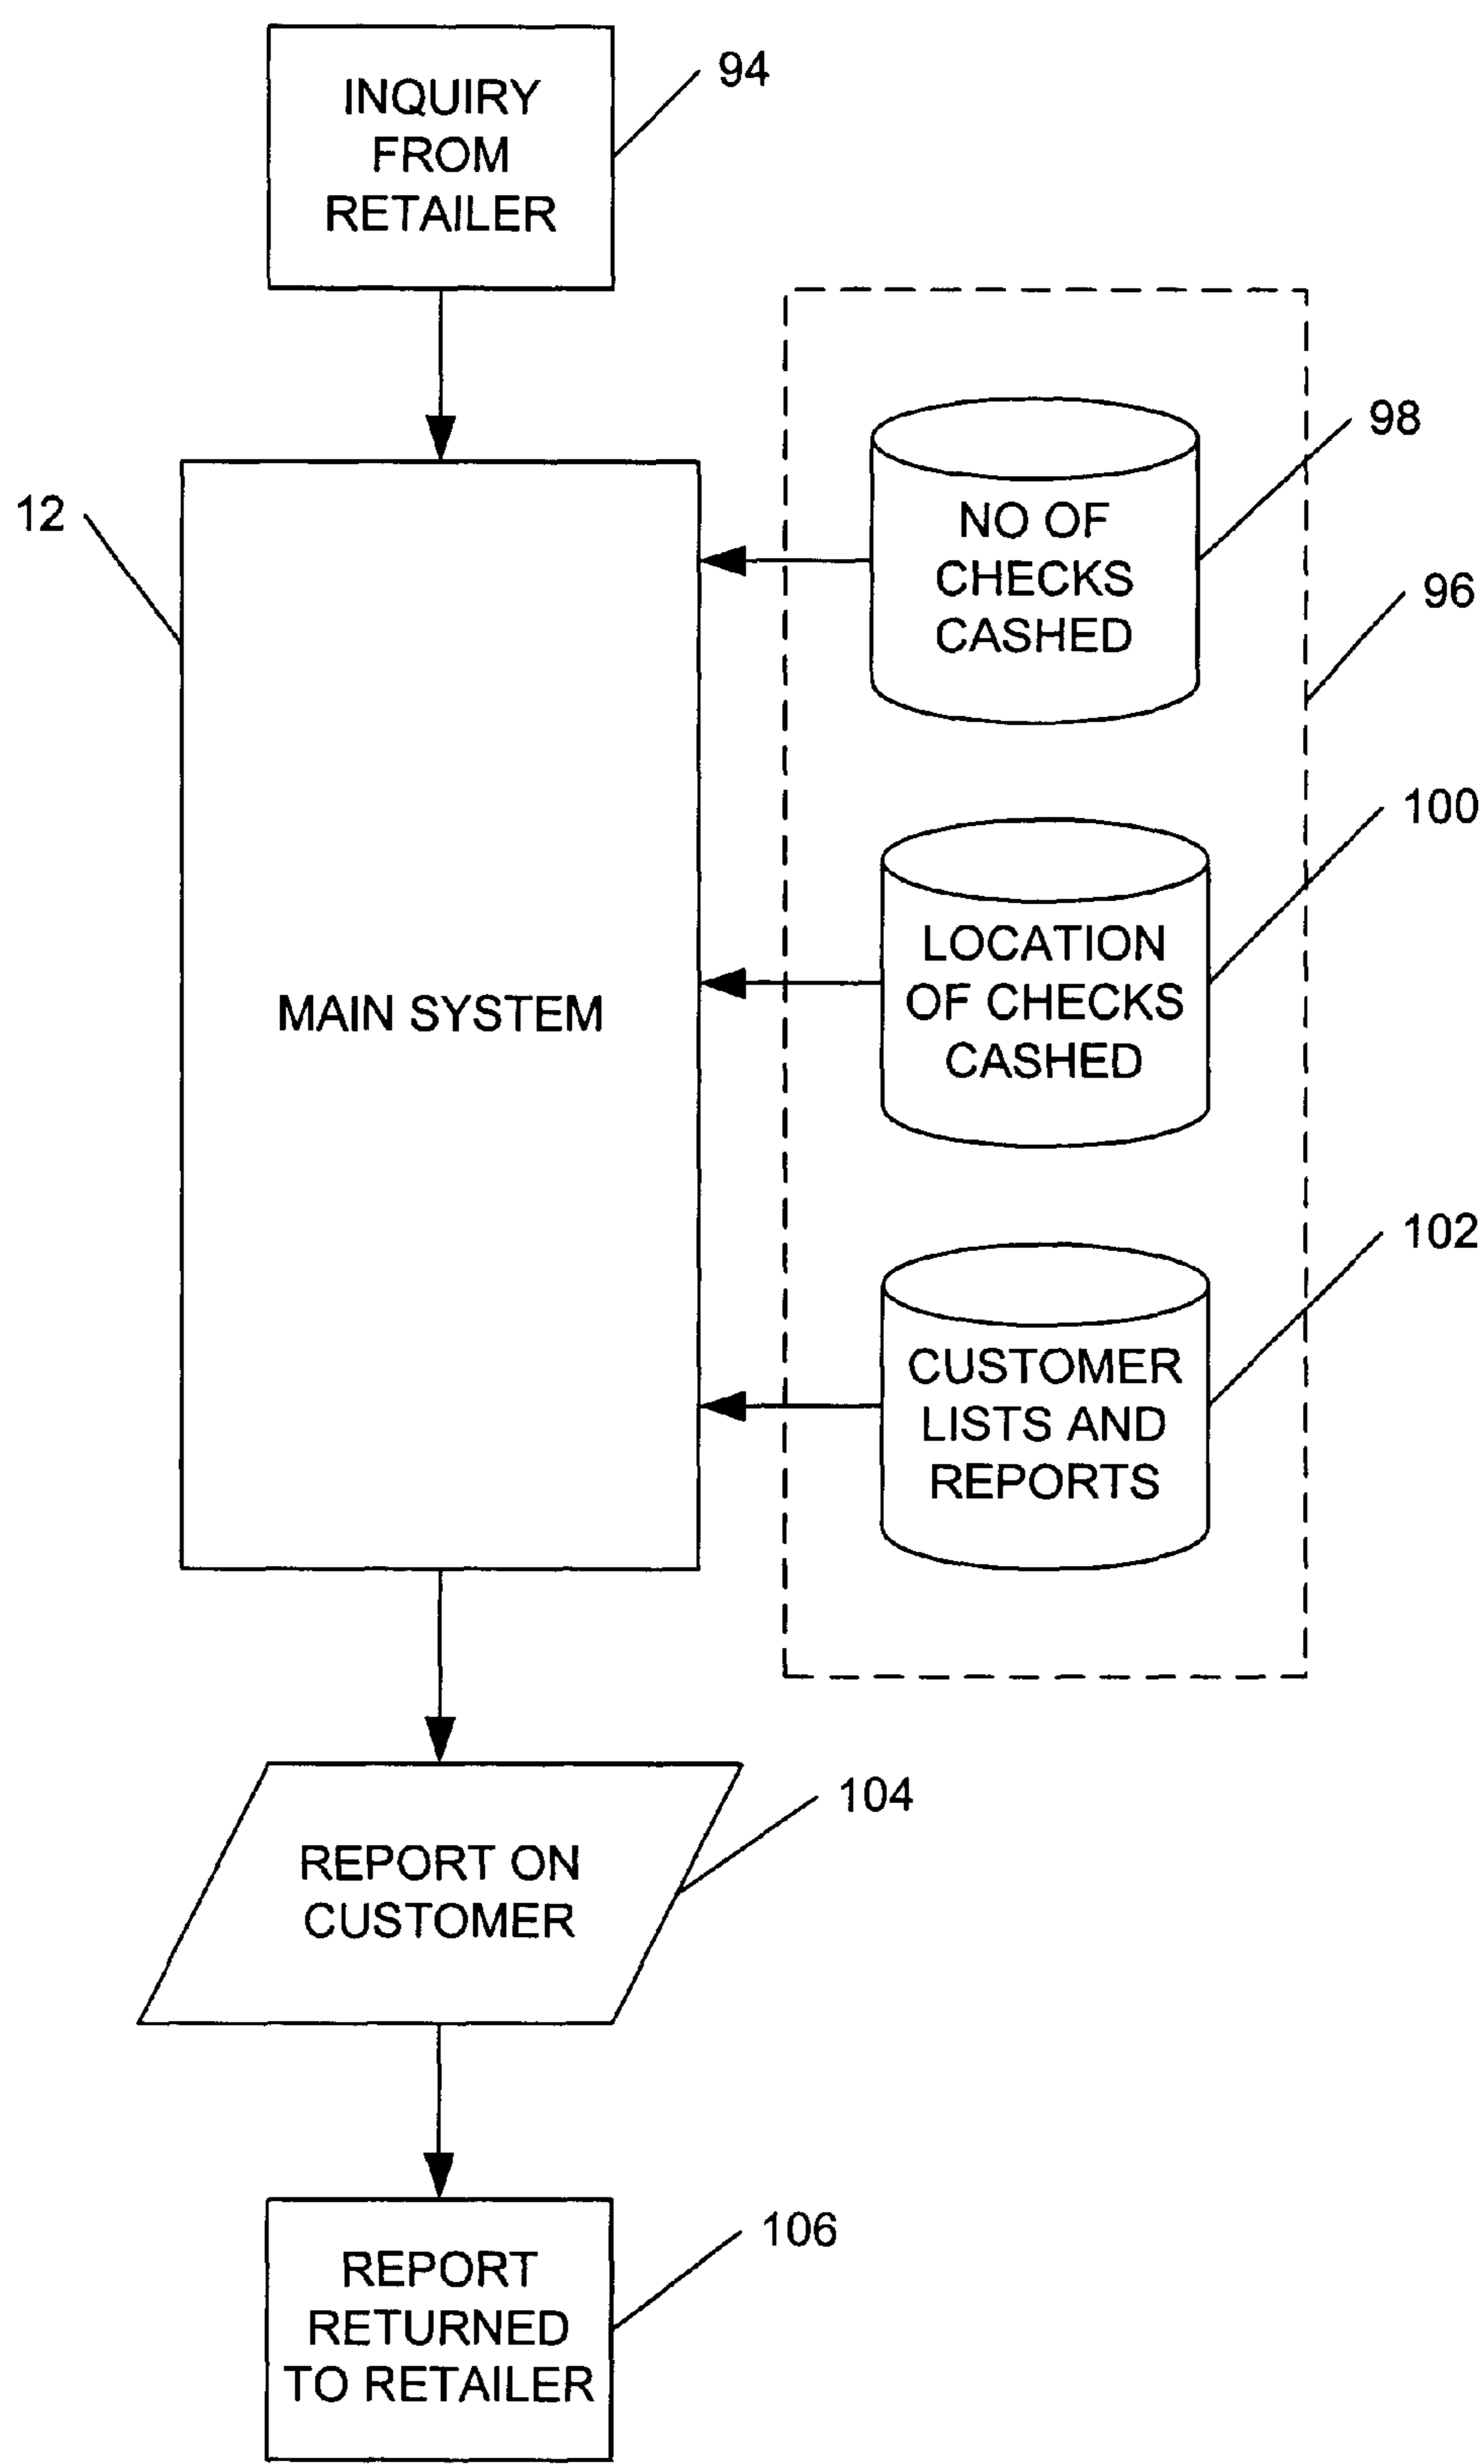 INQUIRY
FROM
RETAILER
94
12
MAIN SYSTEM
NO OF
CHECKS
CASHED
98
96
LOCATION
OF CHECKS
CASHED
100
CUSTOMER
LISTS AND
REPORTS
102
REPORT ON
CUSTOMER
104
REPORT
RETURNED
TO RETAILER
106